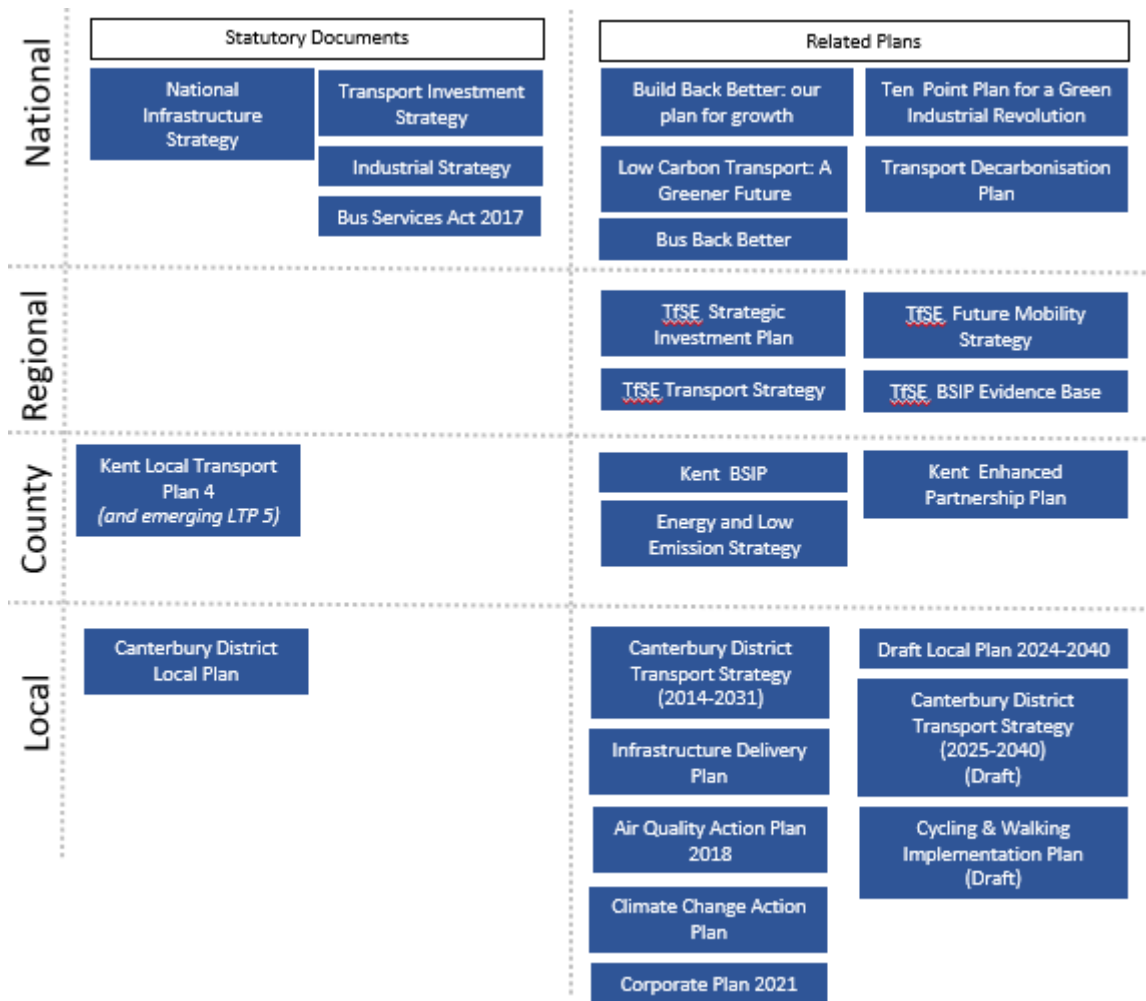 Statutory Documents
Related Plans
National
National
Infrastructure
Strategy
Transport Investment
Strategy
Industrial Strategy
Bus Services Act 2017
Build Back Better: our
plan for growth
Ten Point Plan for a Green
Industrial Revolution
Low Carbon Transport: A
Greener Future
Transport Decarbonisation
Plan
Bus Back Better
Regional
TfSE Strategic
Investment Plan
TfSE Future Mobility
Strategy
TfSE Transport Strategy
TfSE BSIP Evidence Base
County
Kent Local Transport
Plan 4
(and emerging LTP 5)
Kent BSIP
Kent Enhanced
Partnership Plan
Energy and Low
Emission Strategy
Local
Canterbury District
Local Plan
Canterbury District
Transport Strategy
(2014-2031)
Draft Local Plan 2024-2040
Canterbury District
Transport Strategy
(2025-2040)
(Draft)
Infrastructure Delivery
Plan
Air Quality Action Plan
2018
Cycling & Walking
Implementation Plan
(Draft)
Climate Change Action
Plan
Corporate Plan 2021